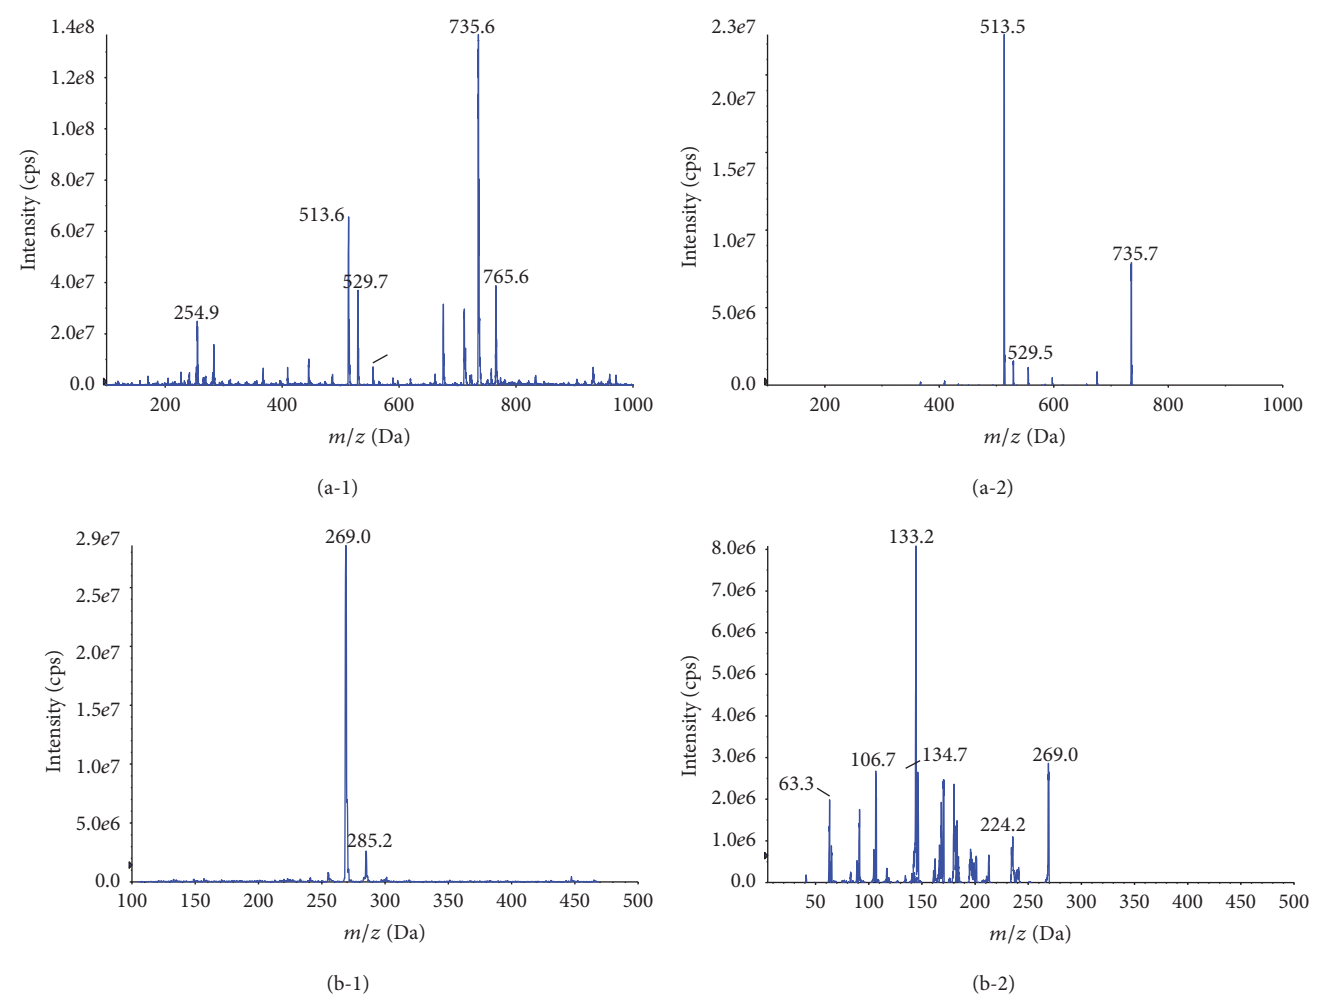 1.4e8
1.2e8
1.0e8
8.0e7
6.0e7
4.0e7
2.0e7
0.0
Intensity (cps)
735.6
513.6
529.7
765.6
254.9
200 400 600 800 1000
m/z (Da)
(a-1)
2.3e7
2.0e7
1.5e7
1.0e7
5.0e6
0.0
Intensity (cps)
513.5
735.7
529.5
200 400 600 800 1000
m/z (Da)
(a-2)
2.9e7
2.5e7
2.0e7
1.5e7
1.0e7
5.0e6
0.0
Intensity (cps)
269.0
285.2
100 150 200 250 300 350 400 450 500
m/z (Da)
(b-1)
8.0e6
7.0e6
6.0e6
5.0e6
4.0e6
3.0e6
2.0e6
1.0e6
0.0
Intensity (cps)
133.2
106.7
134.7
269.0
63.3
224.2
50 100 150 200 250 300 350 400 450 500
m/z (Da)
(b-2)